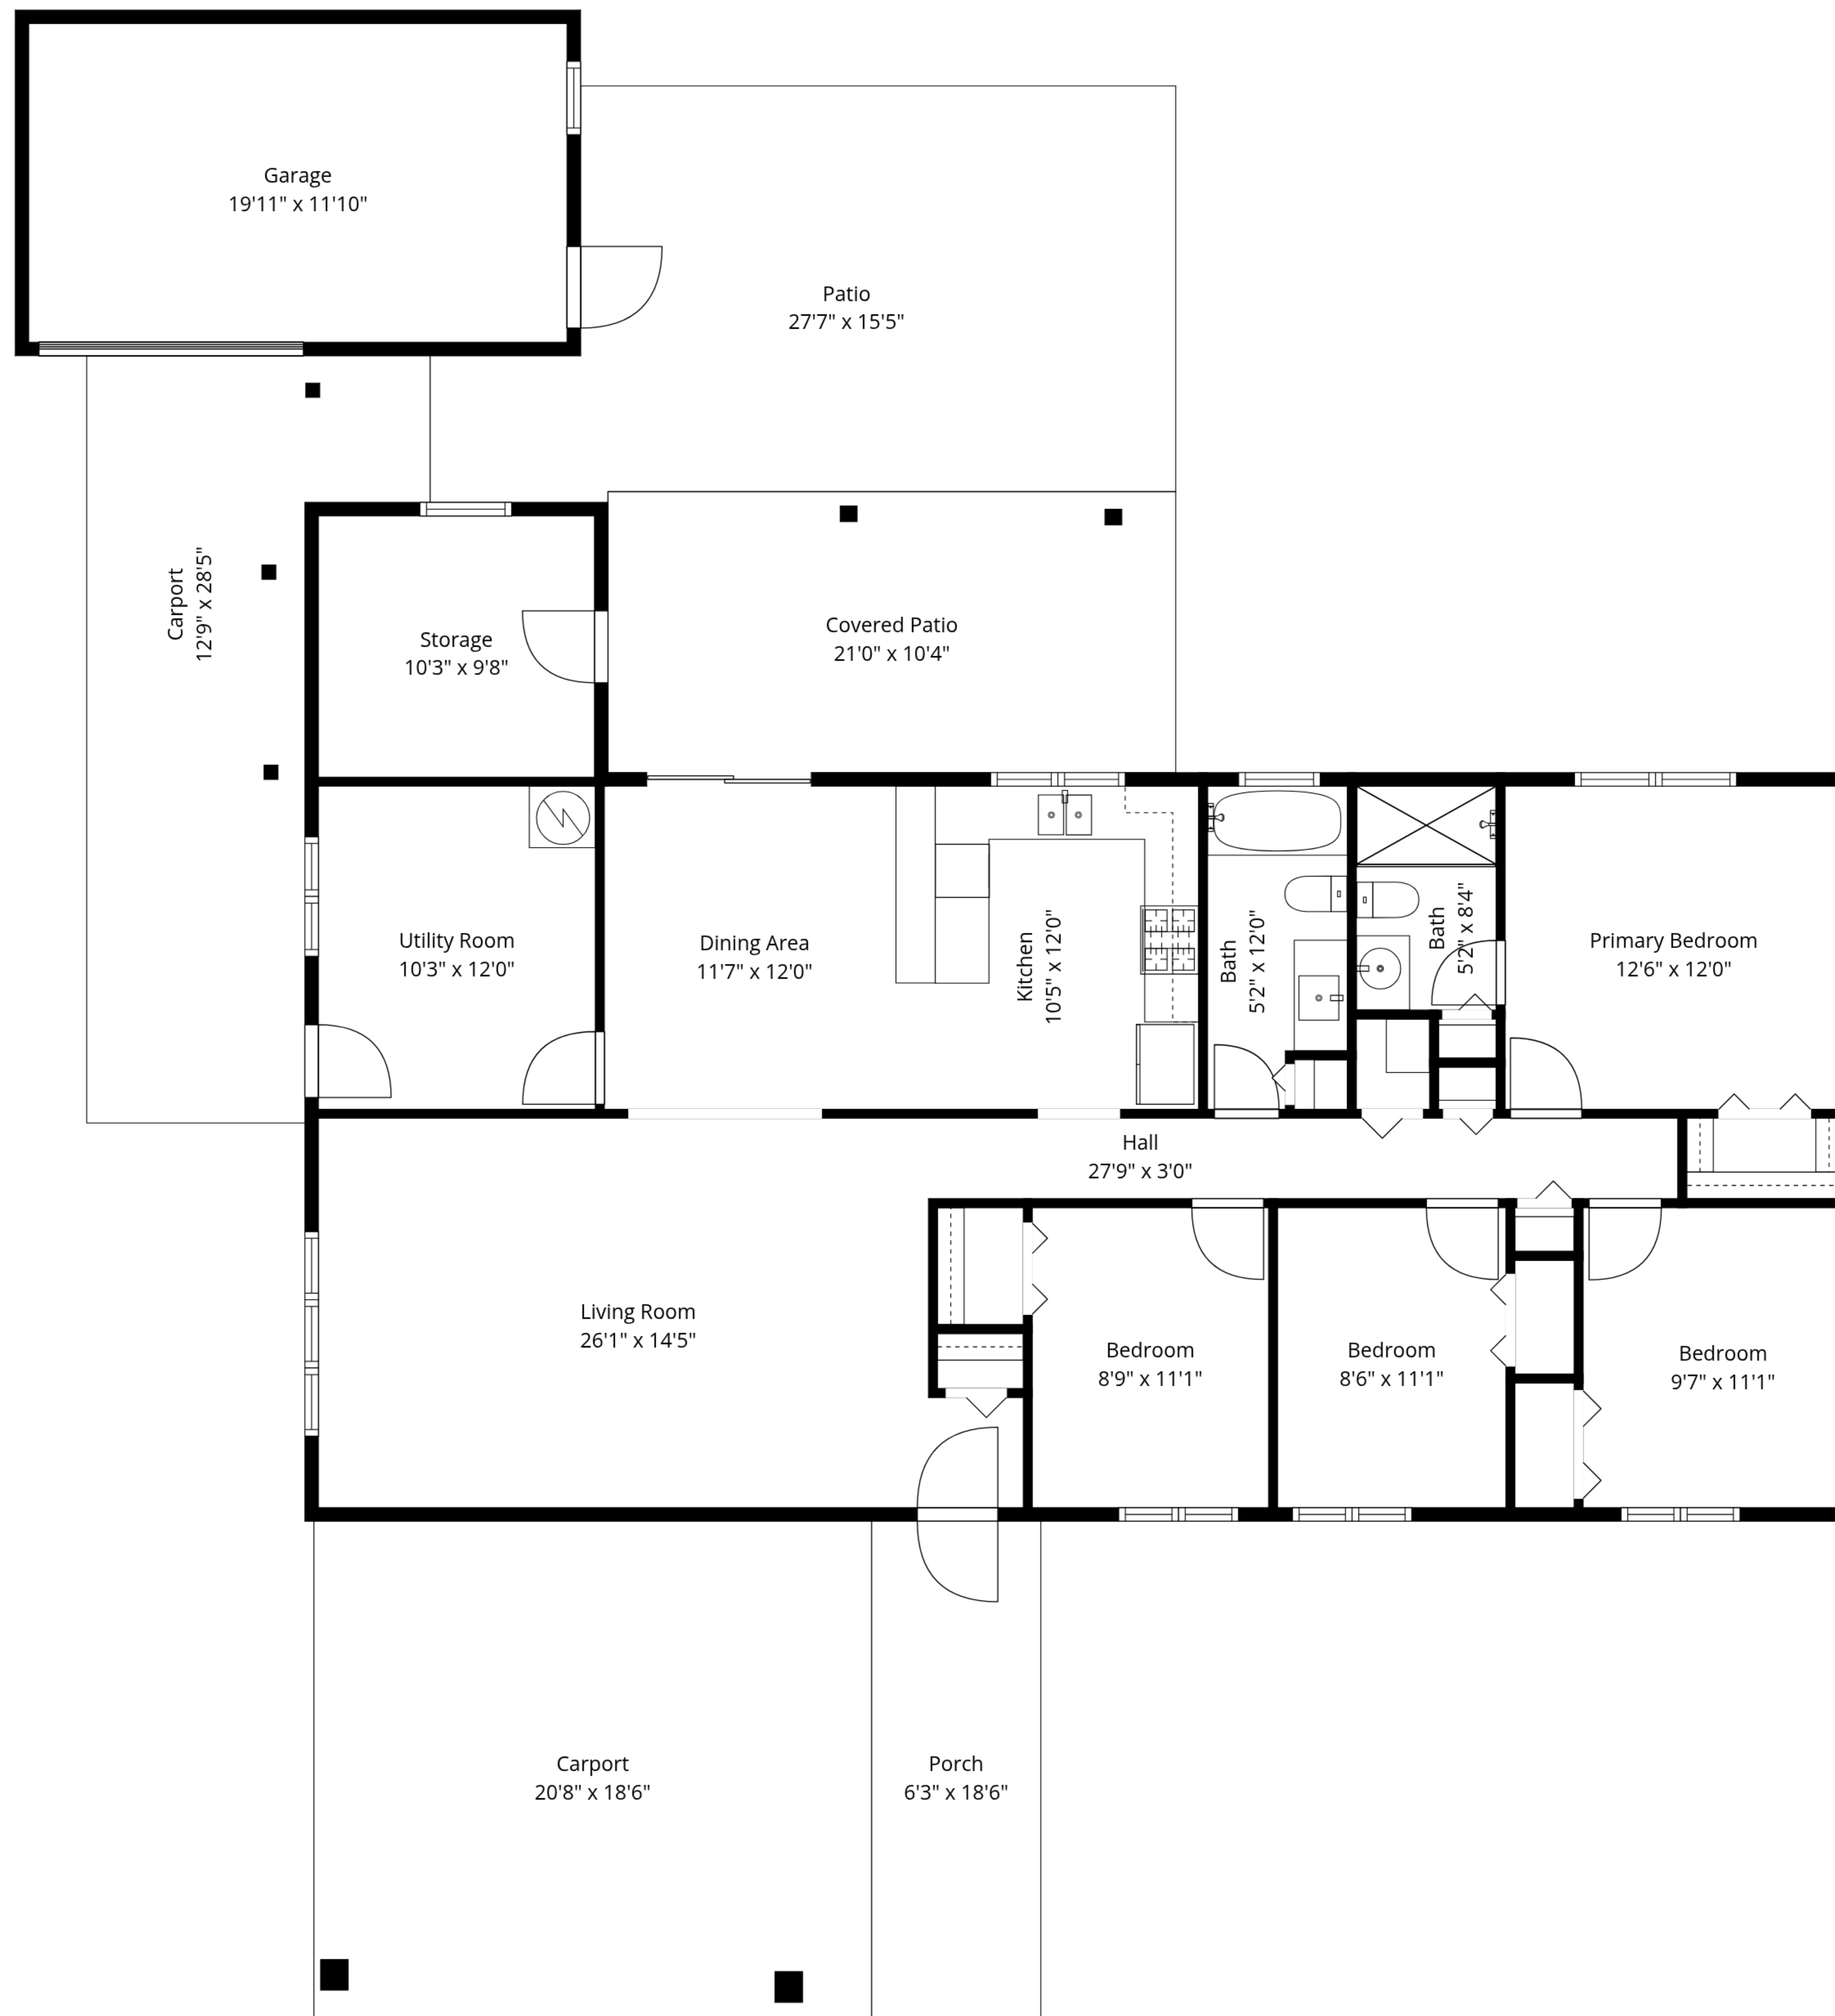 Garage
19'11" x 11'10"
Patio
27'7" x 15'5"
Carport
12'9" x 28'5"
Storage
10'3" x 9'8"
Covered Patio
21'0" x 10'4"
Utility Room
10'3" x 12'0"
Dining Area
11'7" x 12'0"
Kitchen
10'5" x 12'0"
Bath
5'2" x 12'0"
Bath
5'2" x 8'4"
Primary Bedroom
12'6" x 12'0"
Hall
27'9" x 3'0"
Living Room
26'1" x 14'5"
Bedroom
8'9" x 11'1"
Bedroom
8'6" x 11'1"
Bedroom
9'7" x 11'1"
Carport
20'8" x 18'6"
Porch
6'3" x 18'6"